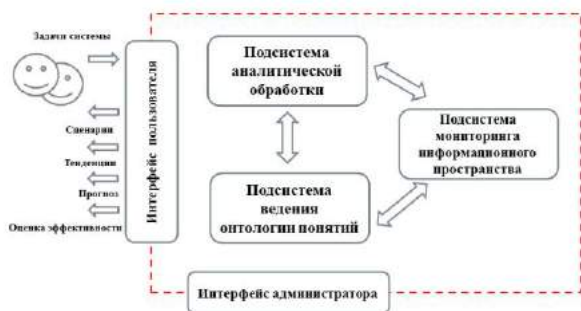 Задачи системы
Сценарии
Тенденции
Прогноз
Оценка эффективности
Интерфейс пользователя
Подсистема
аналитической
обработки
Подсистема
мониторинга
информационного
пространства
Подсистема
ведения
онтологии понятий
Интерфейс администратора